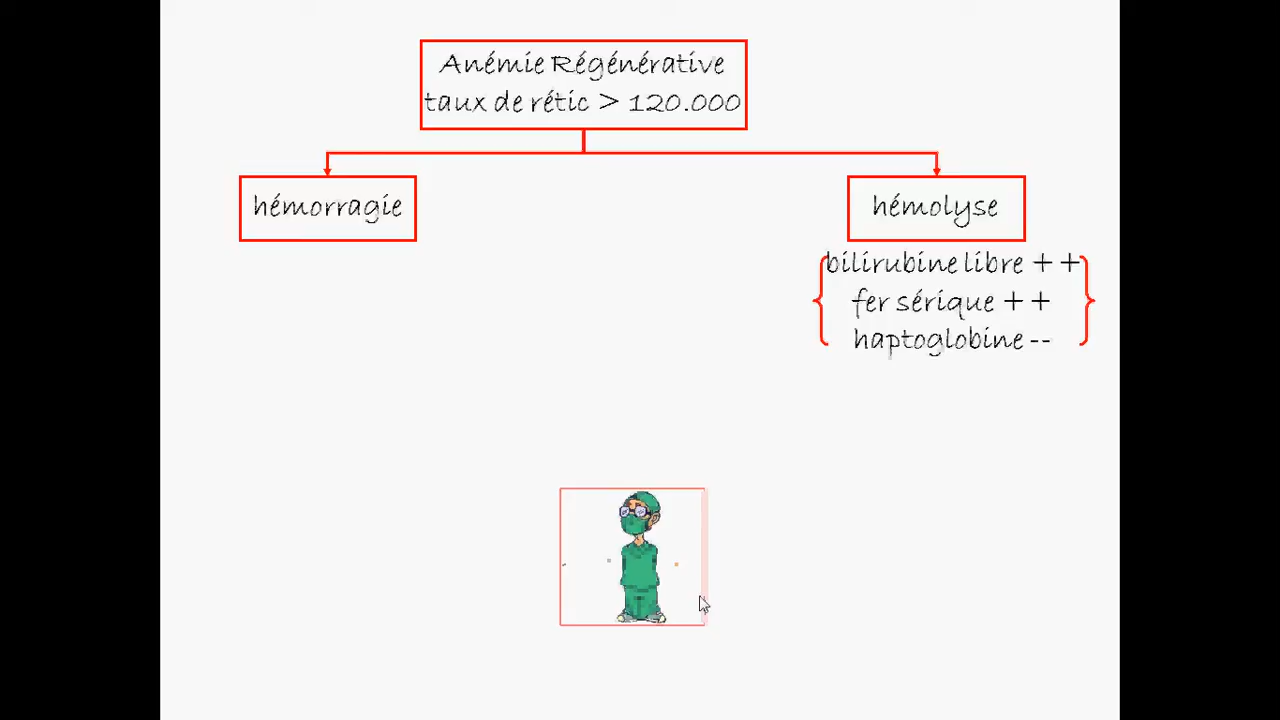 Anémie Régénérative
taux de rétic > 120.000
hémorragie
hémolyse
bilirubine libre + +
fer sérique + +
haptoglobine --